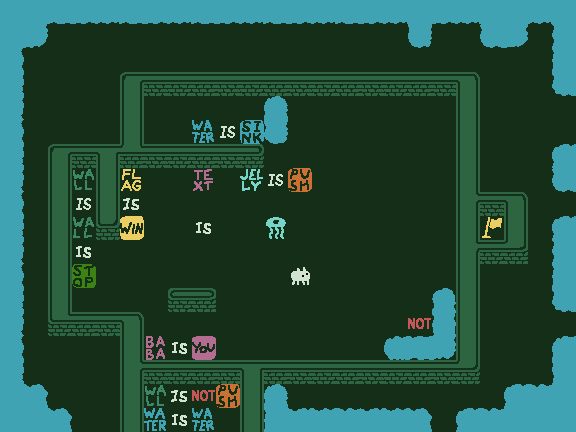 WATER IS SINK
WALL FLAG TEXT JELLY IS PUSH
IS IS
WALL WIN IS
IS
STOP
NOT
BABA IS YOU
WALL IS NOT PUSH
WATER IS WATER